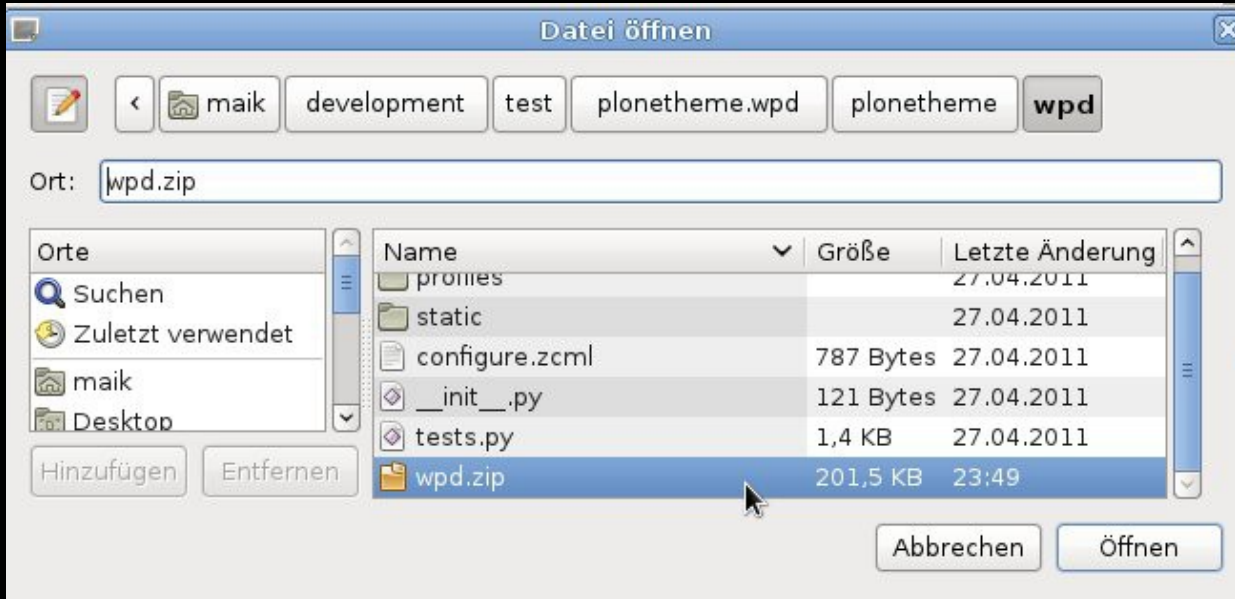 Datei öffnen
maik development test plonetheme.wpd plonetheme wpd
Ort: wpd.zip
Orte
Suchen
Zuletzt verwendet
maik
Desktop
Hinzufügen Entfernen
Name Größe Letzte Änderung
profiles 27.04.2011
static 27.04.2011
configure.zcml 787 Bytes 27.04.2011
__init__.py 121 Bytes 27.04.2011
tests.py 1,4 KB 27.04.2011
wpd.zip 201,5 KB 23:49
Abbrechen Öffnen